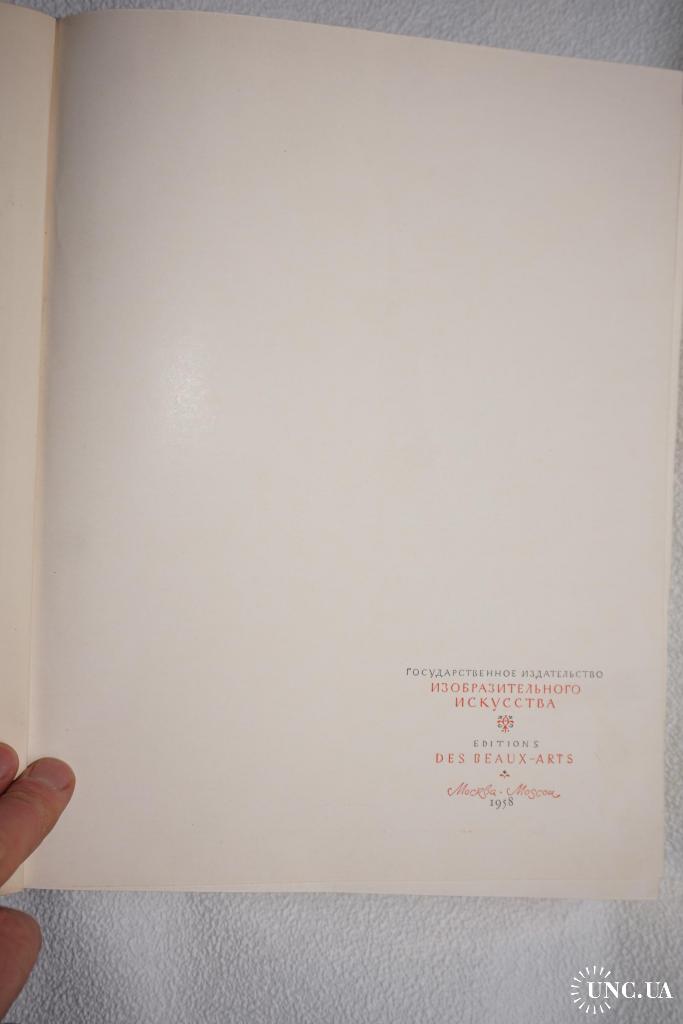 ГОСУДАРСТВЕННОЕ ИЗДАТЕЛЬСТВО
ИЗОБРАЗИТЕЛЬНОГО
ИСКУССТВА
EDITIONS
DES BEAUX-ARTS
Москва - Moscou
1958
UNC.UA